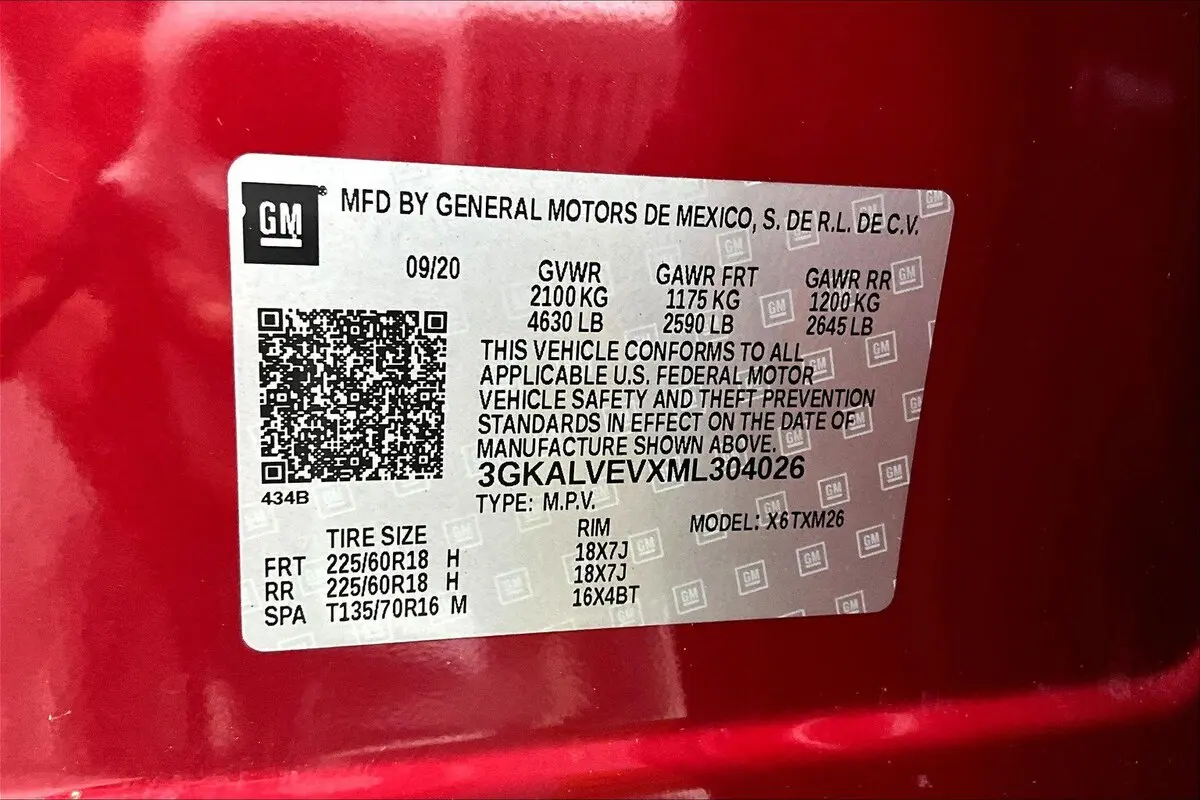 GM® MFD BY GENERAL MOTORS DE MEXICO, S. DE R.L. DE C.V.
09/20 GVWR GAWR FRT GAWR RR
2100 KG 1175 KG 1200 KG
4630 LB 2590 LB 2645 LB
THIS VEHICLE CONFORMS TO ALL
APPLICABLE U.S. FEDERAL MOTOR
VEHICLE SAFETY AND THEFT PREVENTION
STANDARDS IN EFFECT ON THE DATE OF
MANUFACTURE SHOWN ABOVE.
3GKALVEVXML304026
434B TYPE: M.P.V. MODEL: X6TXM26
TIRE SIZE RIM
FRT 225/60R18 H 18X7J
RR 225/60R18 H 18X7J
SPA T135/70R16 M 16X4BT